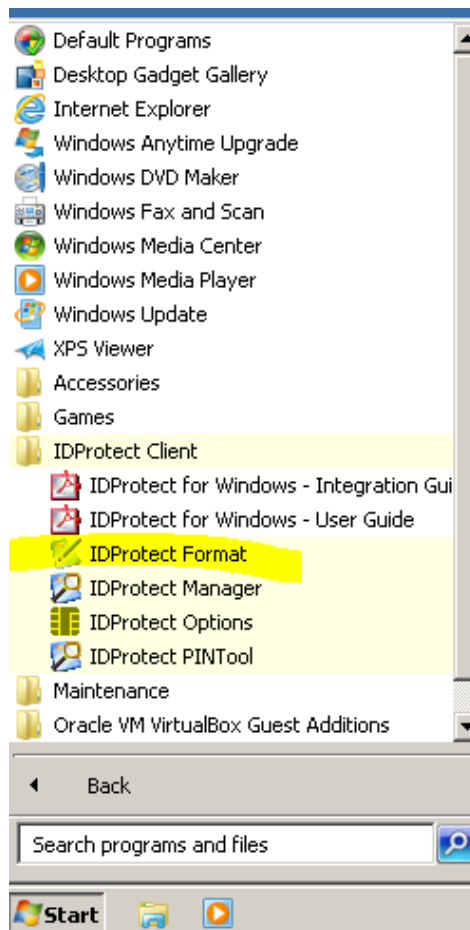 Default Programs
Desktop Gadget Gallery
Internet Explorer
Windows Anytime Upgrade
Windows DVD Maker
Windows Fax and Scan
Windows Media Center
Windows Media Player
Windows Update
XPS Viewer
Accessories
Games
IDProtect Client
IDProtect for Windows - Integration Gui
IDProtect for Windows - User Guide
IDProtect Format
IDProtect Manager
IDProtect Options
IDProtect PINTool
Maintenance
Oracle VM VirtualBox Guest Additions
Back
Search programs and files
Start